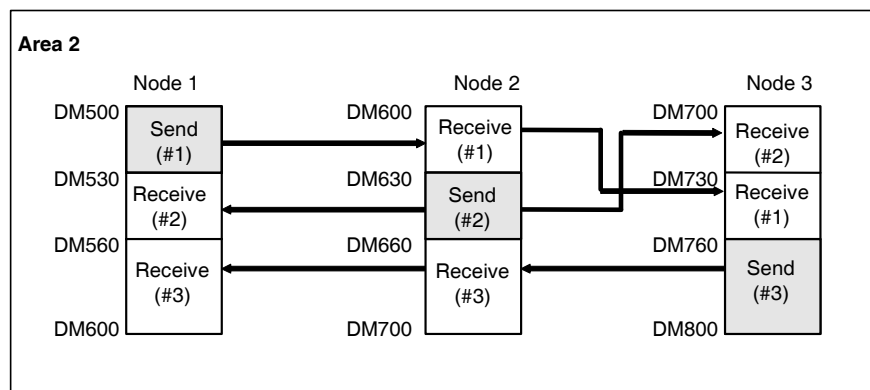 Area 2
Node 1
Node 2
Node 3
DM500
DM600
DM700
Send
(#1)
Receive
(#1)
Receive
(#2)
DM530
DM630
DM730
Receive
(#2)
Send
(#2)
Receive
(#1)
DM560
DM660
DM760
Receive
(#3)
Receive
(#3)
Send
(#3)
DM600
DM700
DM800